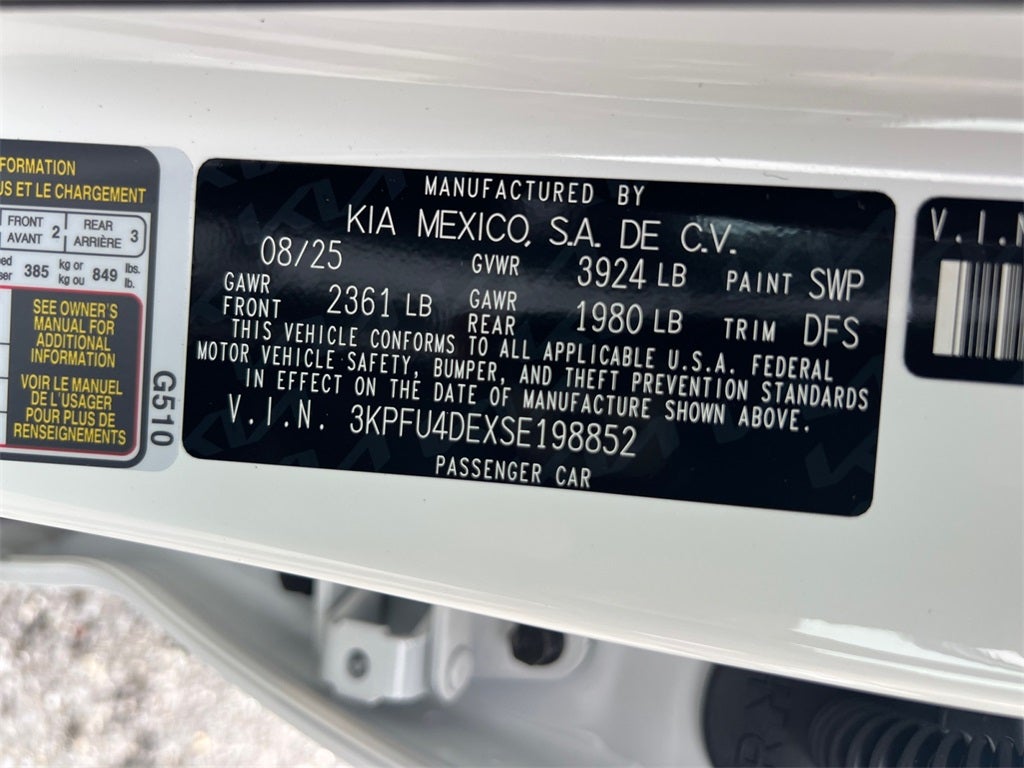 FORMATION
US ET LE CHARGEMENT
FRONT
AVANT 2
REAR
ARRIÈRE 3
385 kg or
kg ou 849 lbs.
lb.
SEE OWNER'S
MANUAL FOR
ADDITIONAL
INFORMATION
VOIR LE MANUEL
DE L'USAGER
POUR PLUS DE
RENSEIGNEMENTS
G510
MANUFACTURED BY
KIA MEXICO, S.A. DE C.V.
08/25 GVWR 3924 LB PAINT SWP
GAWR
FRONT 2361 LB GAWR
REAR 1980 LB TRIM DFS
THIS VEHICLE CONFORMS TO ALL APPLICABLE U.S.A. FEDERAL
MOTOR VEHICLE SAFETY, BUMPER, AND THEFT PREVENTION STANDARDS
IN EFFECT ON THE DATE OF MANUFACTURE SHOWN ABOVE.
V.I.N. 3KPFU4DEXSE198852
PASSENGER CAR
V.I.N